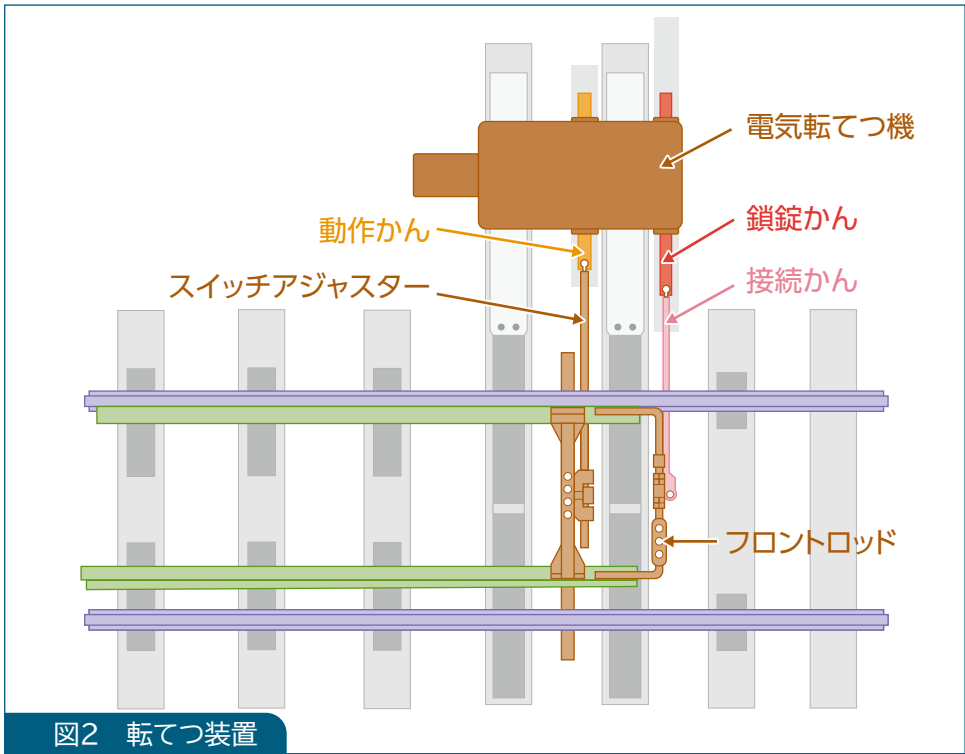 電気転てつ機
動作かん
鎖錠かん
スイッチアジャスター
接続かん
フロントロッド
図2 転てつ装置